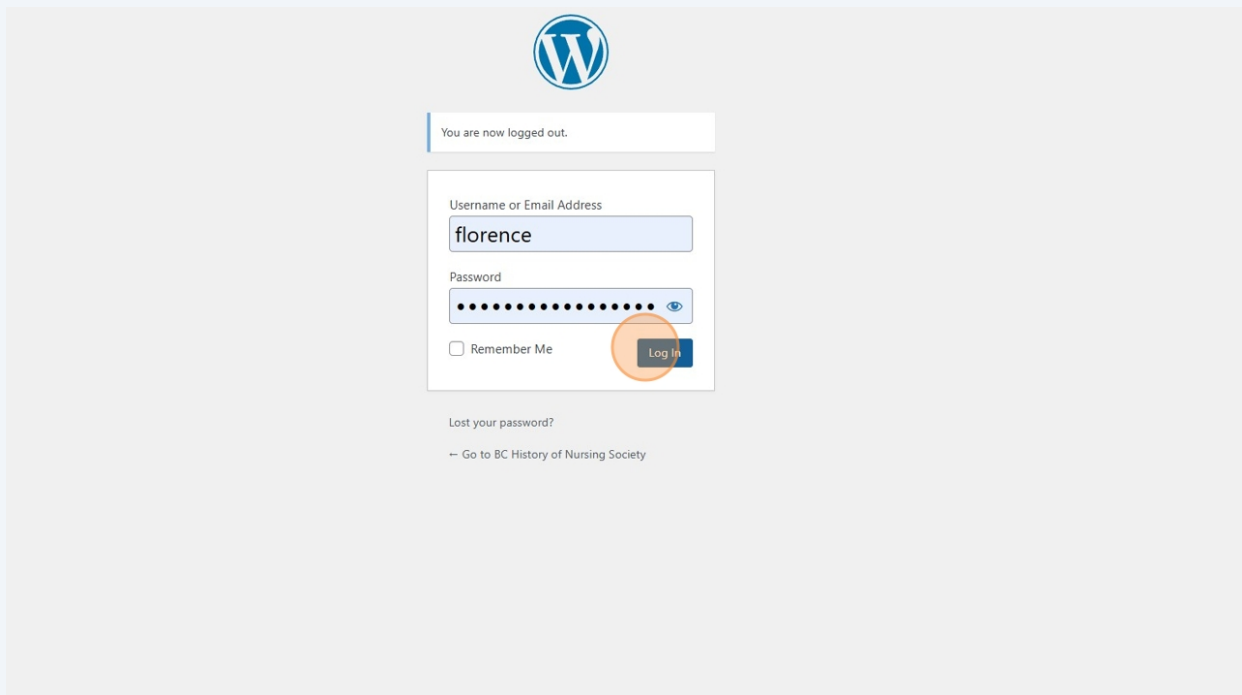 You are now logged out.
Username or Email Address
florence
Password
Remember Me
Log In
Lost your password?
← Go to BC History of Nursing Society